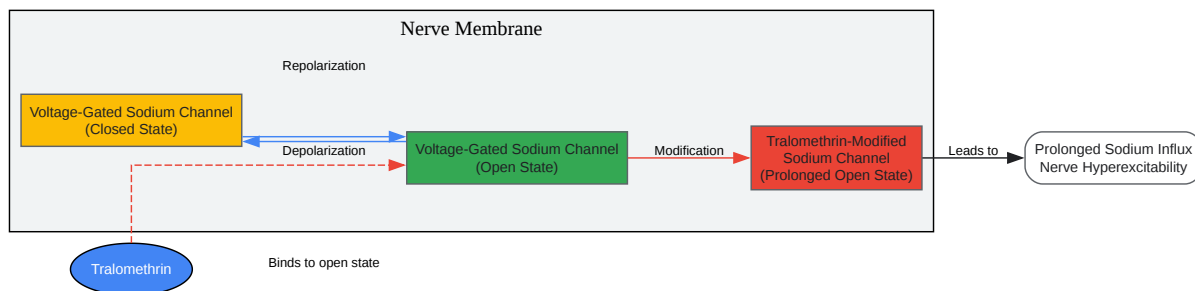 Nerve Membrane
Repolarization
Voltage-Gated Sodium Channel
(Closed State)
Depolarization
Voltage-Gated Sodium Channel
(Open State)
Modification
Tralomethrin-Modified
Sodium Channel
(Prolonged Open State)
Leads to
Prolonged Sodium Influx
Nerve Hyperexcitability
Tralomethrin
Binds to open state